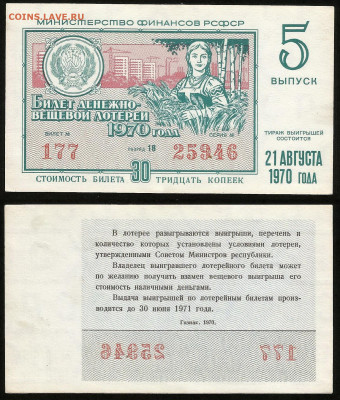 COINS.LAVE.RU
МИНИСТЕРСТВО ФИНАНСОВ РСФСР
5
ВЫПУСК
БИЛЕТ ДЕНЕЖНО-
ВЕЩЕВОЙ ЛОТЕРЕИ
1970 ГОДА
БИЛЕТ №
РАЗРЯД 18
СЕРИЯ №
177
25946
ТИРАЖ ВЫИГРЫШЕЙ
СОСТОИТСЯ
21 АВГУСТА
1970 ГОДА
СТОИМОСТЬ БИЛЕТА 30 ТРИДЦАТЬ КОПЕЕК
В лотерее разыгрываются выигрыши, перечень и
количество которых установлены условиями лотереи,
утвержденными Советом Министров республики.
Владелец выигравшего лотерейного билета может
по желанию получить взамен вещевого выигрыша его
стоимость наличными деньгами.
Выдача выигрышей по лотерейным билетам произво-
дится до 30 июня 1971 года.
Гознак. 1970.
25946
177